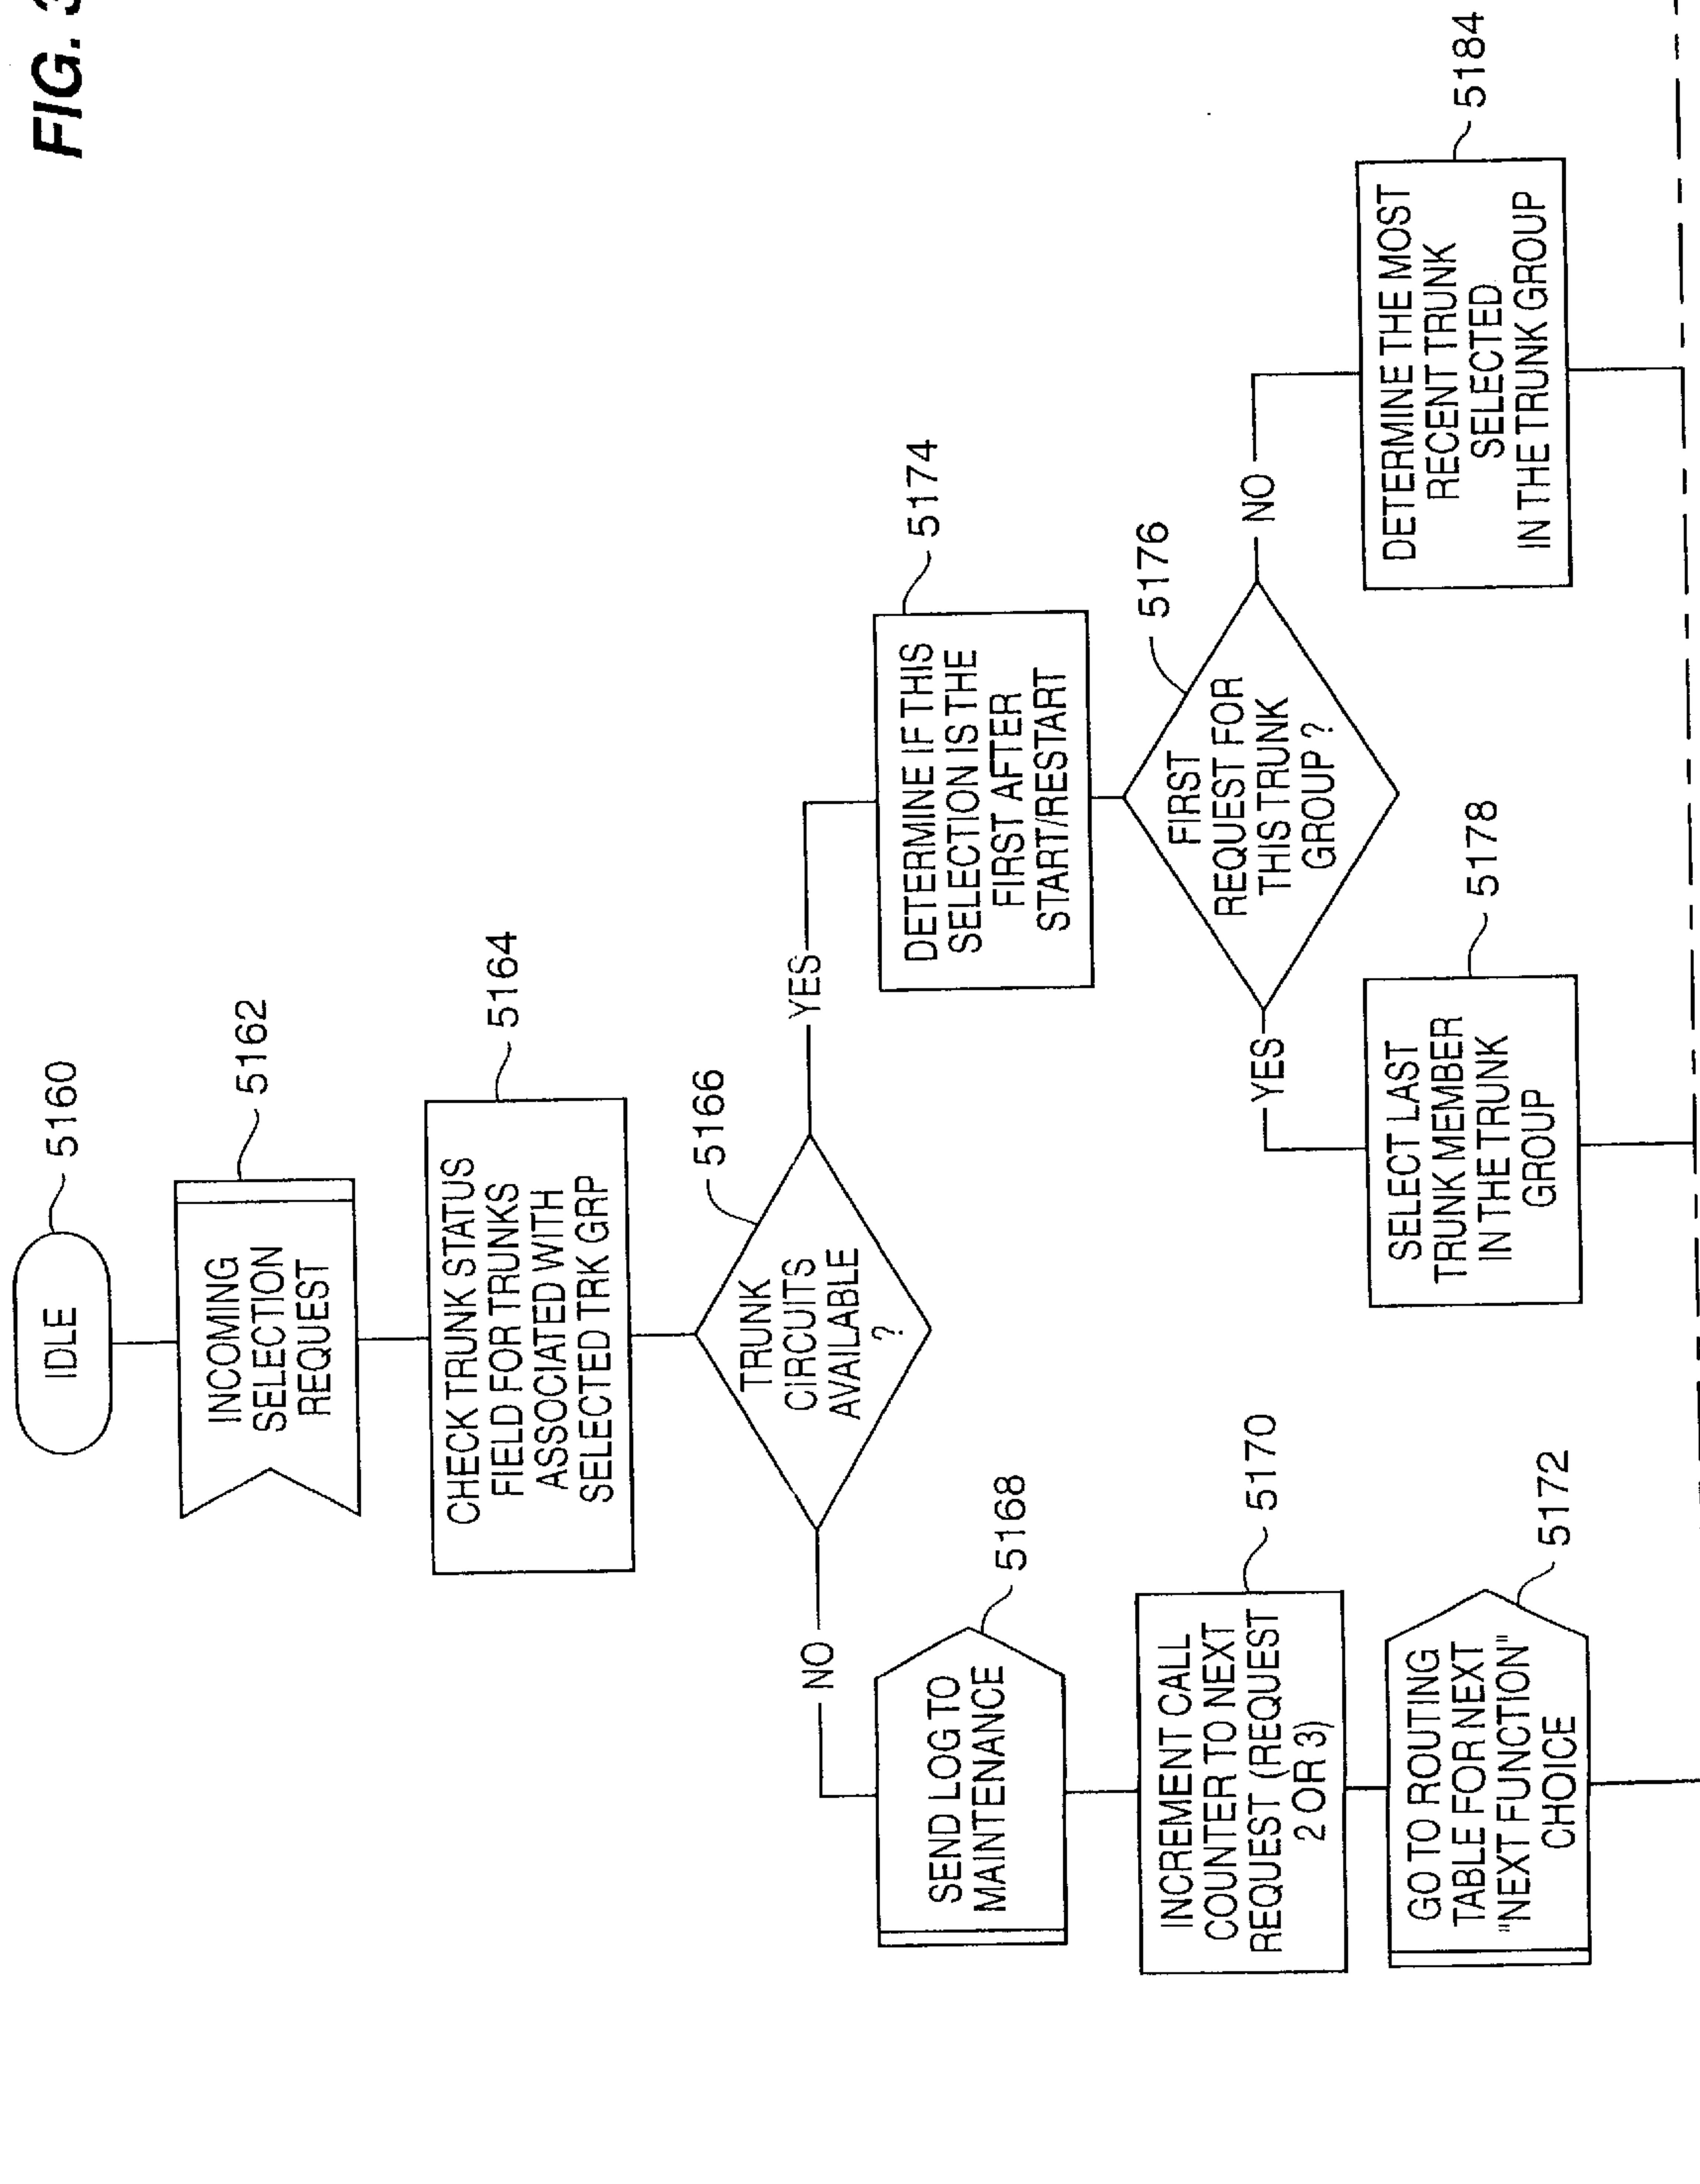 FIG. 3
IDLE
5160
INCOMING
SELECTION
REQUEST
5162
CHECK TRUNK STATUS
FIELD FOR TRUNKS
ASSOCIATED WITH
SELECTED TRK GRP
5164
TRUNK
CIRCUITS
AVAILABLE
?
5166
NO
YES
SEND LOG TO
MAINTENANCE
5168
INCREMENT CALL
COUNTER TO NEXT
REQUEST (REQUEST
2 OR 3)
5170
GO TO ROUTING
TABLE FOR NEXT
"NEXT FUNCTION"
CHOICE
5172
DETERMINE IF THIS
SELECTION IS THE
FIRST AFTER
START/RESTART
5174
FIRST
REQUEST FOR
THIS TRUNK
GROUP ?
5176
YES
NO
SELECT LAST
TRUNK MEMBER
IN THE TRUNK
GROUP
5178
DETERMINE THE MOST
RECENT TRUNK
SELECTED
IN THE TRUNK GROUP
5184